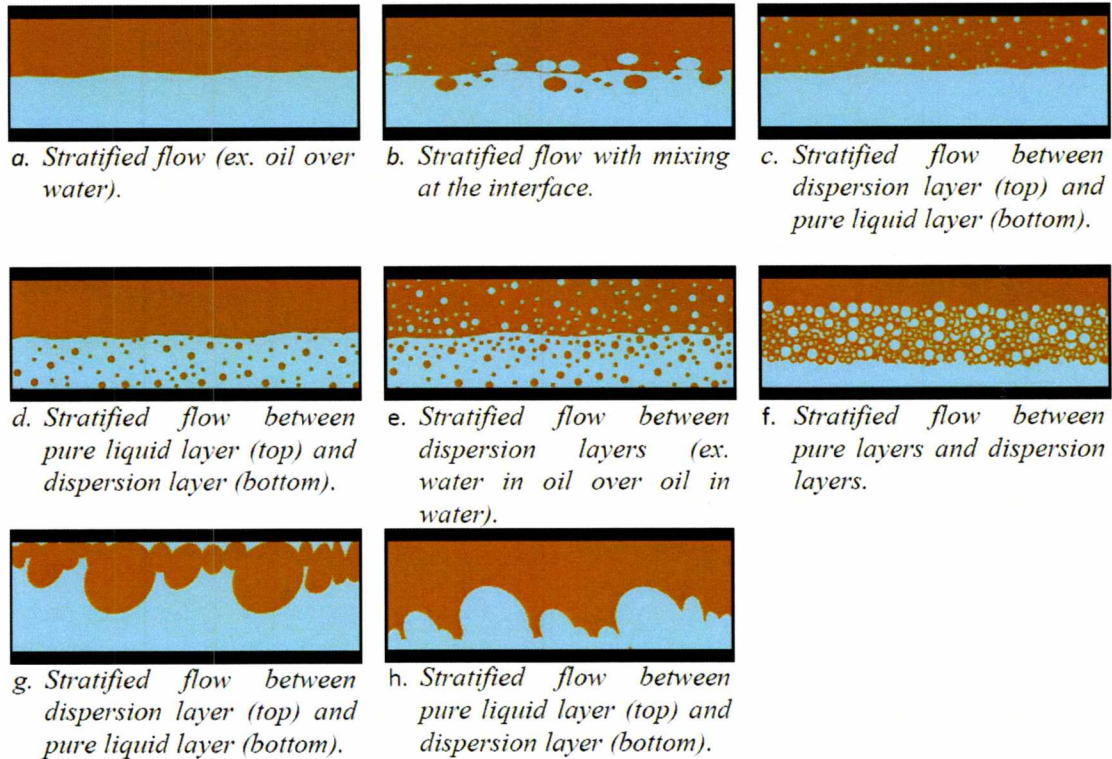 a. Stratified flow (ex. oil over
water).
b. Stratified flow with mixing
at the interface.
c. Stratified flow between
dispersion layer (top) and
pure liquid layer (bottom).
d. Stratified flow between
pure liquid layer (top) and
dispersion layer (bottom).
e. Stratified flow between
dispersion layers (ex.
water in oil over oil in
water).
f. Stratified flow between
pure layers and dispersion
layers.
g. Stratified flow between
dispersion layer (top) and
pure liquid layer (bottom).
h. Stratified flow between
pure liquid layer (top) and
dispersion layer (bottom).